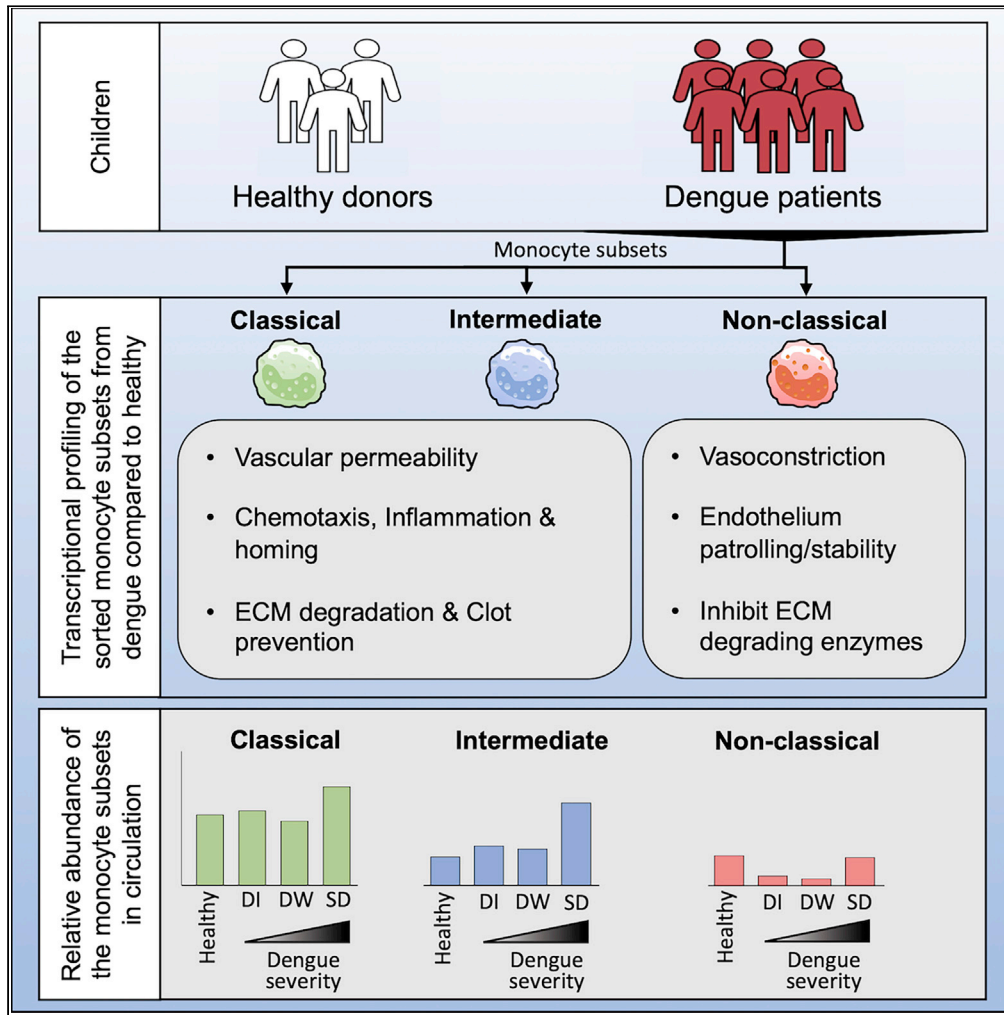 Children
Healthy donors
Dengue patients
Monocyte subsets
Transcriptional profiling of the
sorted monocyte subsets from
dengue compared to healthy
Classical
Intermediate
Non-classical
• Vascular permeability
• Chemotaxis, Inflammation &
homing
• ECM degradation & Clot
prevention
• Vasoconstriction
• Endothelium
patrolling/stability
• Inhibit ECM
degrading enzymes
Relative abundance of
the monocyte subsets
in circulation
Classical
Healthy
DI
DW
SD
Dengue
severity
Intermediate
Healthy
DI
DW
SD
Dengue
severity
Non-classical
Healthy
DI
DW
SD
Dengue
severity